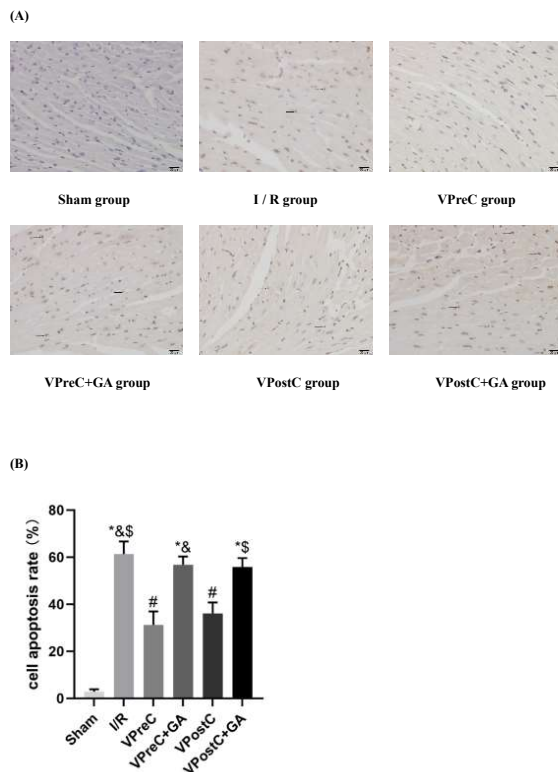 (A)
Sham group
I / R group
VPreC group
VPreC+GA group
VPostC group
VPostC+GA group
(B)
cell apoptosis rate (%)
80
60
40
20
0
*&$
#
*&
#
*$
Sham
I/R
VPreC
VPreC+GA
VPostC
VPostC+GA